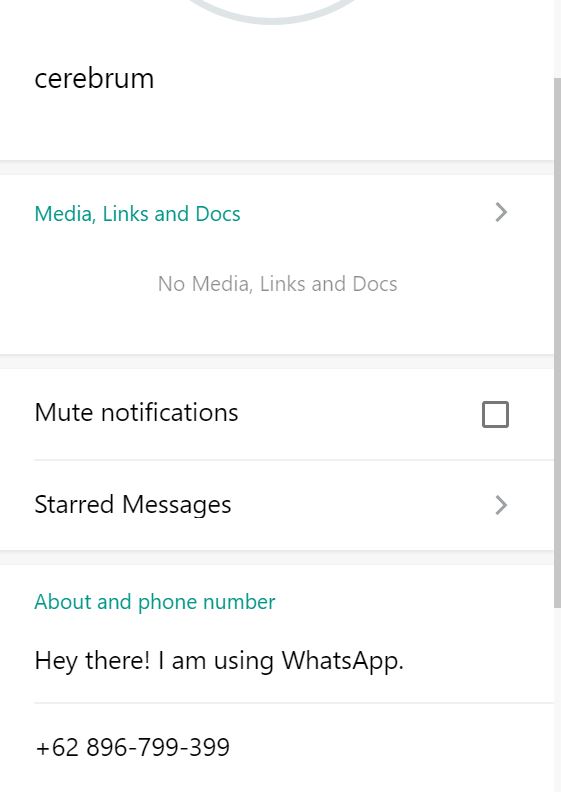 cerebrum
Media, Links and Docs
No Media, Links and Docs
Mute notifications
Starred Messages
About and phone number
Hey there! I am using WhatsApp.
+62 896-799-399